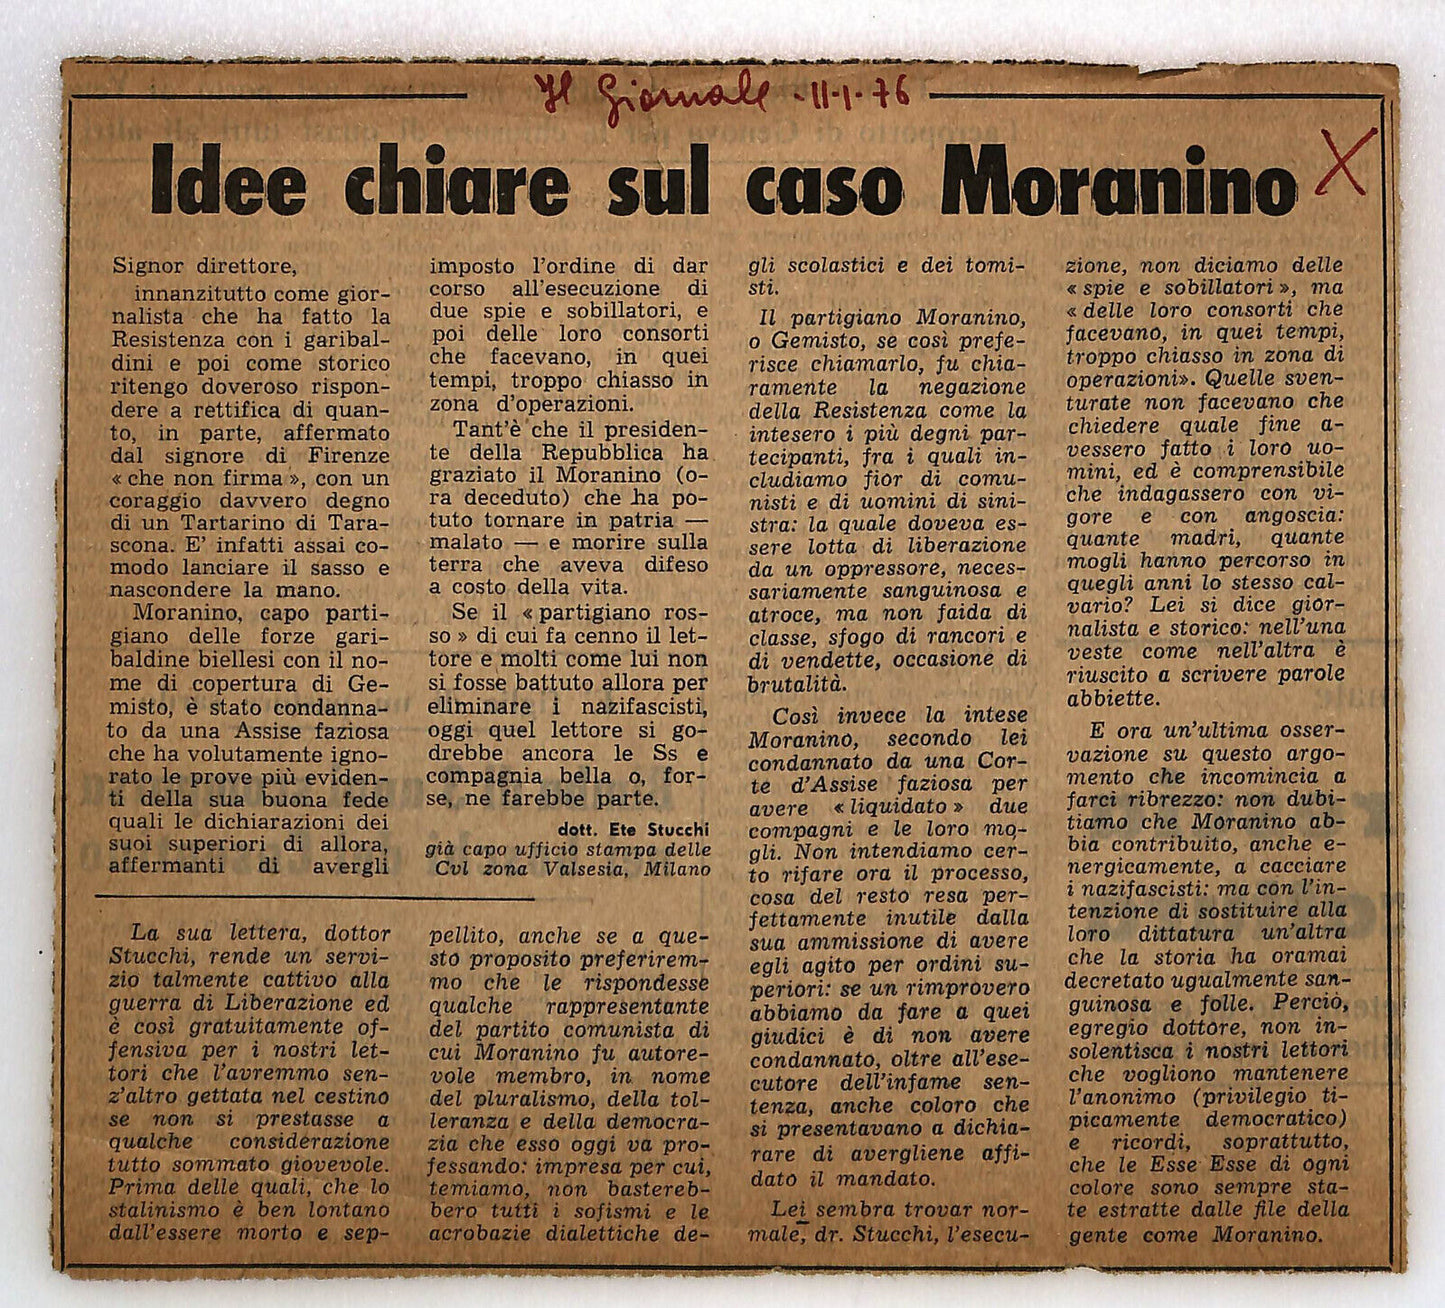 Il Giornale - 11-1-76
X
Idee chiare sul caso Moranino
Signor direttore,
innanzitutto come gior-
nalista che ha fatto la
Resistenza con i garibal-
dini e poi come storico
ritengo doveroso rispon-
dere a rettifica di quan-
to, in parte, affermato
dal signore di Firenze
« che non firma », con un
coraggio davvero degno
di un Tartarino di Tara-
scona. E' infatti assai co-
modo lanciare il sasso e
nascondere la mano.
Moranino, capo parti-
giano delle forze gari-
baldine biellesi con il no-
me di copertura di Ge-
misto, è stato condanna-
to da una Assise faziosa
che ha volutamente igno-
rato le prove più eviden-
ti della sua buona fede
quali le dichiarazioni dei
suoi superiori di allora,
affermanti di avergli
imposto l'ordine di dar
corso all'esecuzione di
due spie e sobillatori, e
poi delle loro consorti
che facevano, in quei
tempi, troppo chiasso in
zona d'operazioni.
Tant'è che il presiden-
te della Repubblica ha
graziato il Moranino (o-
ra deceduto) che ha po-
tuto tornare in patria —
malato — e morire sulla
terra che aveva difeso
a costo della vita.
Se il « partigiano ros-
so » di cui fa cenno il let-
tore e molti come lui non
si fosse battuto allora per
eliminare i nazifascisti,
oggi quel lettore si go-
drebbe ancora le Ss e
compagnia bella o, for-
se, ne farebbe parte.
dott. Ete Stucchi
già capo ufficio stampa delle
Cvl zona Valsesia, Milano
La sua lettera, dottor
Stucchi, rende un servi-
zio talmente cattivo alla
guerra di Liberazione ed
è così gratuitamente of-
fensiva per i nostri let-
tori che l'avremmo sen-
z'altro gettata nel cestino
se non si prestasse a
qualche considerazione
tutto sommato giovevole.
Prima delle quali, che lo
stalinismo è ben lontano
dall'essere morto e sep-
pellito, anche se a que-
sto proposito preferirem-
mo che le rispondesse
qualche rappresentante
del partito comunista di
cui Moranino fu autore-
vole membro, in nome
del pluralismo, della tol-
leranza e della democra-
zia che esso oggi va pro-
fessando: impresa per cui,
temiamo, non bastereb-
bero tutti i sofismi e le
acrobazie dialettiche de-
gli scolastici e dei tomi-
sti.
Il partigiano Moranino,
o Gemisto, se così prefe-
risce chiamarlo, fu chia-
ramente la negazione
della Resistenza come la
intesero i più degni par-
tecipanti, fra i quali in-
cludiamo fior di comu-
nisti e di uomini di sini-
stra: la quale doveva es-
sere lotta di liberazione
da un oppressore, neces-
sariamente sanguinosa e
atroce, ma non faida di
classe, sfogo di rancori e
di vendette, occasione di
brutalità.
Così invece la intese
Moranino, secondo lei
condannato da una Cor-
te d'Assise faziosa per
avere « liquidato » due
compagni e le loro mo-
gli. Non intendiamo cer-
to rifare ora il processo,
cosa del resto resa per-
fettamente inutile dalla
sua ammissione di avere
egli agito per ordini su-
periori: se un rimprovero
abbiamo da fare a quei
giudici è di non avere
condannato, oltre all'ese-
cutore dell'infame sen-
tenza, anche coloro che
si presentavano a dichia-
rare di avergliene affi-
dato il mandato.
Lei sembra trovar nor-
male, dr. Stucchi, l'esecu-
zione, non diciamo delle
« spie e sobillatori », ma
« delle loro consorti che
facevano, in quei tempi,
troppo chiasso in zona di
operazioni». Quelle sven-
turate non facevano che
chiedere quale fine a-
vessero fatto i loro uo-
mini, ed è comprensibile
che indagassero con vi-
gore e con angoscia:
quante madri, quante
mogli hanno percorso in
quegli anni lo stesso cal-
vario? Lei si dice gior-
nalista e storico: nell'una
veste come nell'altra è
riuscito a scrivere parole
abbiette.
E ora un'ultima osser-
vazione su questo argo-
mento che incomincia a
farci ribrezzo: non dubi-
tiamo che Moranino ab-
bia contribuito, anche e-
nergicamente, a cacciare
i nazifascisti: ma con l'in-
tenzione di sostituire alla
loro dittatura un'altra
che la storia ha oramai
decretato ugualmente san-
guinosa e folle. Perciò,
egregio dottore, non in-
solentisca i nostri lettori
che vogliono mantenere
l'anonimo (privilegio ti-
picamente democratico)
e ricordi, soprattutto,
che le Esse Esse di ogni
colore sono sempre sta-
te estratte dalle file della
gente come Moranino.